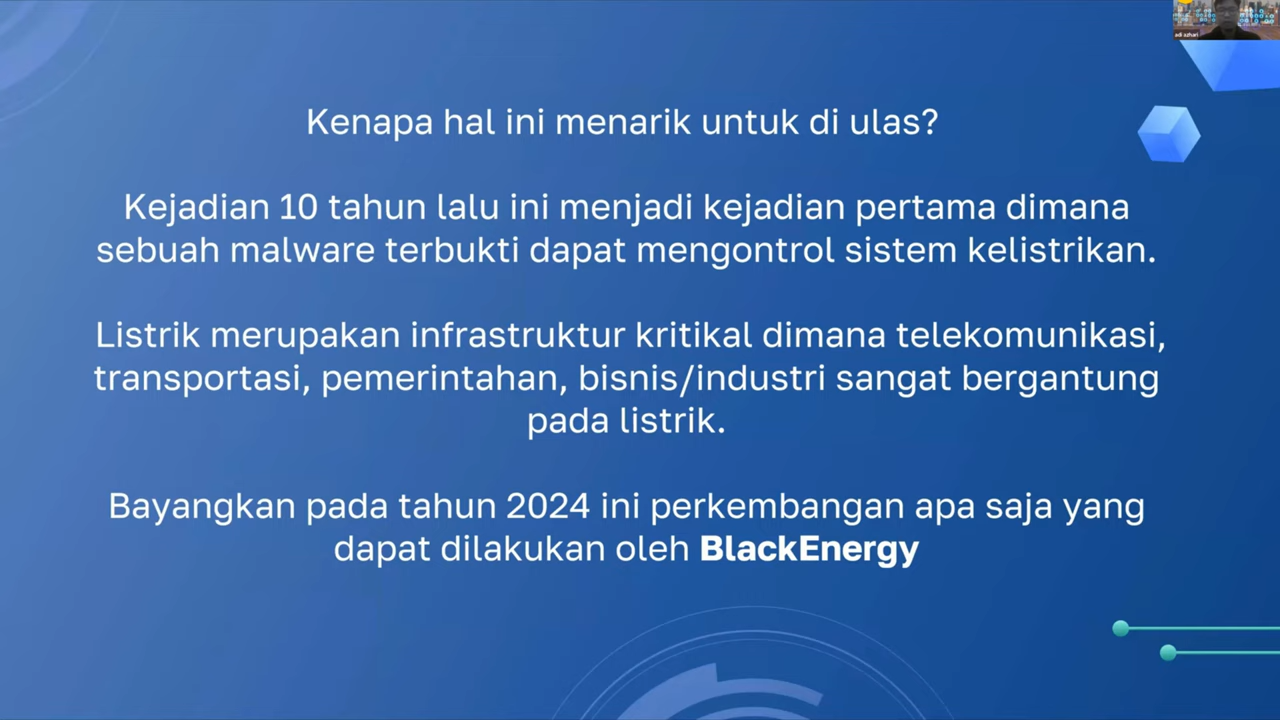 adi azhari
Kenapa hal ini menarik untuk di ulas?
Kejadian 10 tahun lalu ini menjadi kejadian pertama dimana
sebuah malware terbukti dapat mengontrol sistem kelistrikan.
Listrik merupakan infrastruktur kritikal dimana telekomunikasi,
transportasi, pemerintahan, bisnis/industri sangat bergantung
pada listrik.
Bayangkan pada tahun 2024 ini perkembangan apa saja yang
dapat dilakukan oleh BlackEnergy